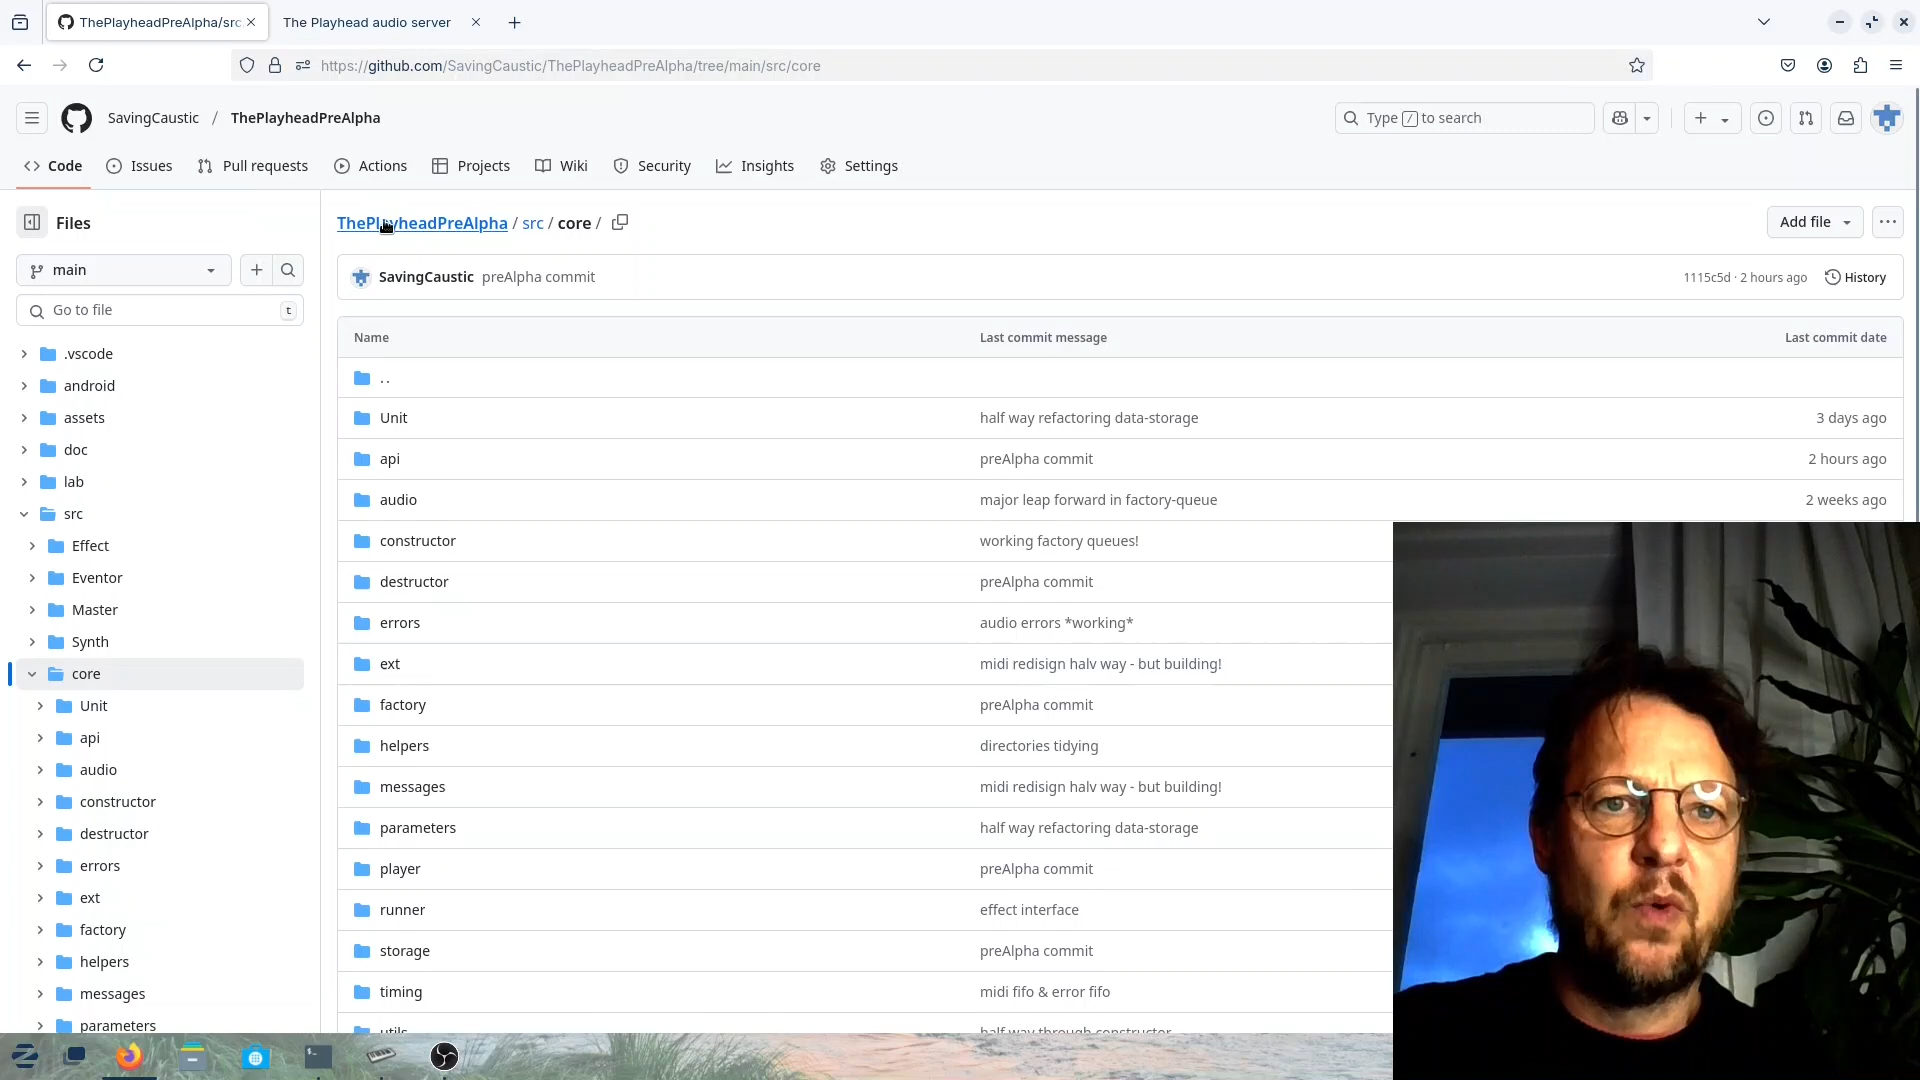 ThePlayheadPreAlpha/src
The Playhead audio server
https://github.com/SavingCaustic/ThePlayheadPreAlpha/tree/main/src/core
SavingCaustic / ThePlayheadPreAlpha
Type / to search
Code
Issues
Pull requests
Actions
Projects
Wiki
Security
Insights
Settings
Files
main
Go to file
t
.vscode
android
assets
doc
lab
src
Effect
Eventor
Master
Synth
core
Unit
api
audio
constructor
destructor
errors
ext
factory
helpers
messages
parameters
ThePlayheadPreAlpha / src / core /
Add file
SavingCaustic preAlpha commit
1115c5d · 2 hours ago
History
Name Last commit message Last commit date
..
Unit half way refactoring data-storage 3 days ago
api preAlpha commit 2 hours ago
audio major leap forward in factory-queue 2 weeks ago
constructor working factory queues!
destructor preAlpha commit
errors audio errors *working*
ext midi redisign halv way - but building!
factory preAlpha commit
helpers directories tidying
messages midi redisign halv way - but building!
parameters half way refactoring data-storage
player preAlpha commit
runner effect interface
storage preAlpha commit
timing midi fifo & error fifo
utils half way through constructor